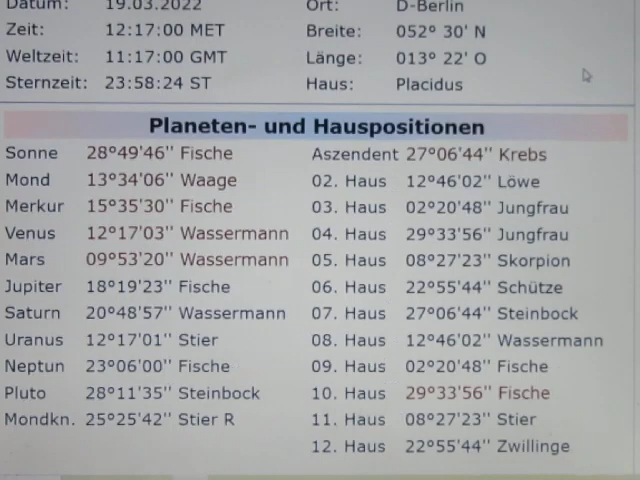 Datum: 19.03.2022 Ort: D-Berlin
Zeit: 12:17:00 MET Breite: 052° 30' N
Weltzeit: 11:17:00 GMT Länge: 013° 22' O
Sternzeit: 23:58:24 ST Haus: Placidus
Planeten- und Hauspositionen
Sonne 28°49'46" Fische Aszendent 27°06'44" Krebs
Mond 13°34'06" Waage 02. Haus 12°46'02" Löwe
Merkur 15°35'30" Fische 03. Haus 02°20'48" Jungfrau
Venus 12°17'03" Wassermann 04. Haus 29°33'56" Jungfrau
Mars 09°53'20" Wassermann 05. Haus 08°27'23" Skorpion
Jupiter 18°19'23" Fische 06. Haus 22°55'44" Schütze
Saturn 20°48'57" Wassermann 07. Haus 27°06'44" Steinbock
Uranus 12°17'01" Stier 08. Haus 12°46'02" Wassermann
Neptun 23°06'00" Fische 09. Haus 02°20'48" Fische
Pluto 28°11'35" Steinbock 10. Haus 29°33'56" Fische
Mondkn. 25°25'42" Stier R 11. Haus 08°27'23" Stier
12. Haus 22°55'44" Zwillinge